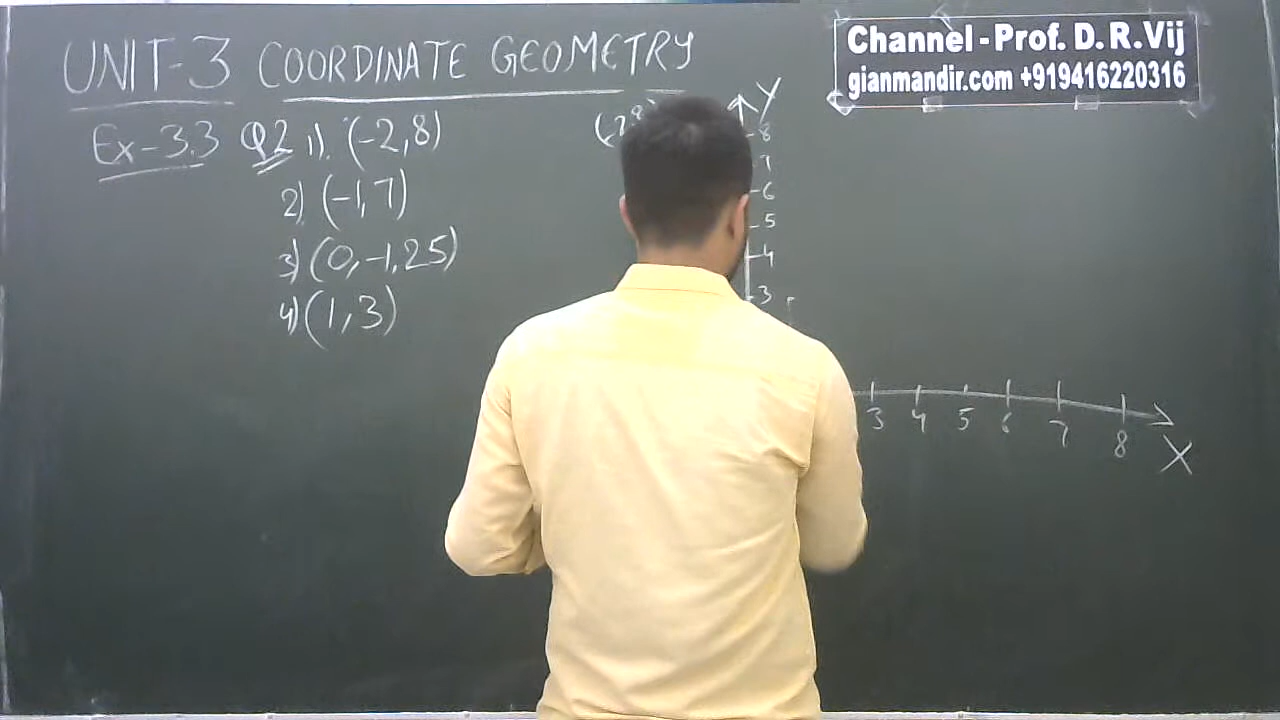 UNIT-3 COORDINATE GEOMETRY
Channel - Prof. D. R. Vij
gianmandir.com +919416220316
Ex-3.3 Q2 1). (-2,8)
2) (-1,7)
3) (0,-1.25)
4) (1,3)
Y
8
7
6
5
4
3
3 4 5 6 7 8
X